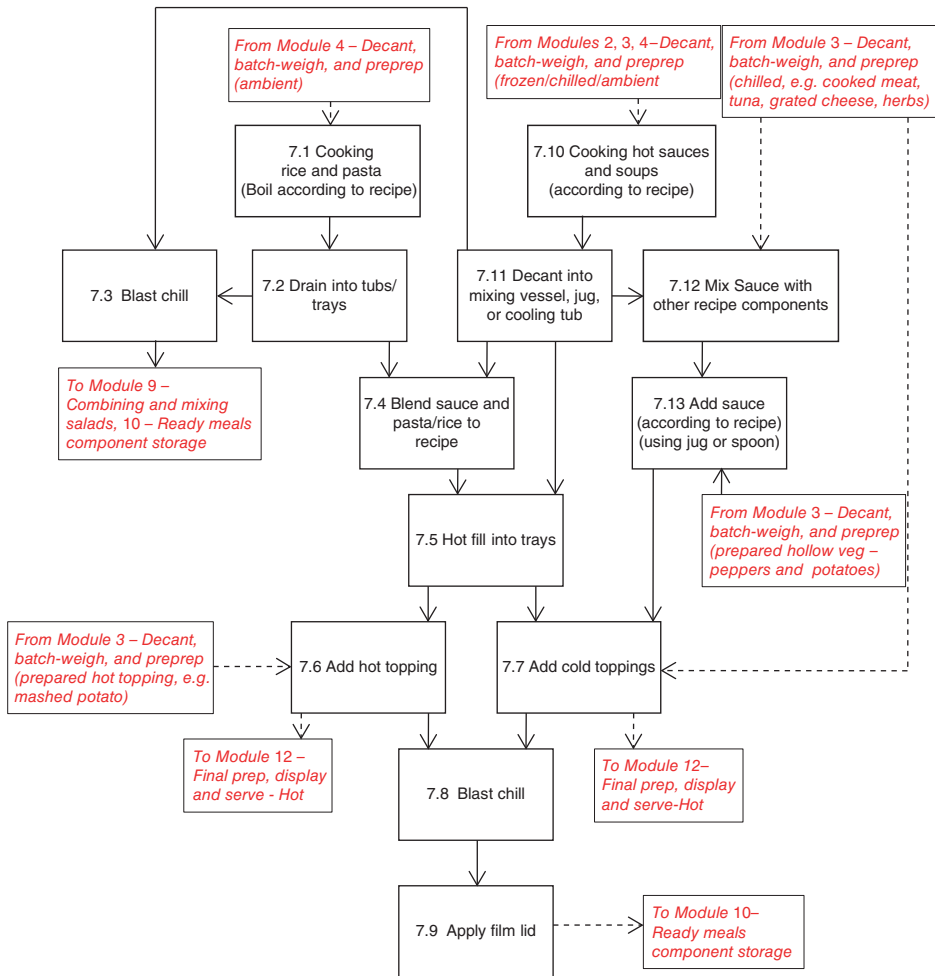 From Module 4 – Decant,
batch-weigh, and preprep
(ambient)
From Modules 2, 3, 4–Decant,
batch-weigh, and preprep
(frozen/chilled/ambient
From Module 3 – Decant,
batch-weigh, and preprep
(chilled, e.g. cooked meat,
tuna, grated cheese, herbs)
7.1 Cooking
rice and pasta
(Boil according to recipe)
7.10 Cooking hot sauces
and soups
(according to recipe)
7.3 Blast chill
7.2 Drain into tubs/
trays
7.11 Decant into
mixing vessel, jug,
or cooling tub
7.12 Mix Sauce with
other recipe components
To Module 9 –
Combining and mixing
salads, 10 – Ready meals
component storage
7.4 Blend sauce and
pasta/rice to
recipe
7.13 Add sauce
(according to recipe)
(using jug or spoon)
7.5 Hot fill into trays
From Module 3 – Decant,
batch-weigh, and preprep
(prepared hollow veg –
peppers and potatoes)
From Module 3 – Decant,
batch-weigh, and preprep
(prepared hot topping, e.g.
mashed potato)
7.6 Add hot topping
7.7 Add cold toppings
To Module 12 –
Final prep, display
and serve - Hot
7.8 Blast chill
To Module 12–
Final prep, display
and serve-Hot
7.9 Apply film lid
To Module 10–
Ready meals
component storage